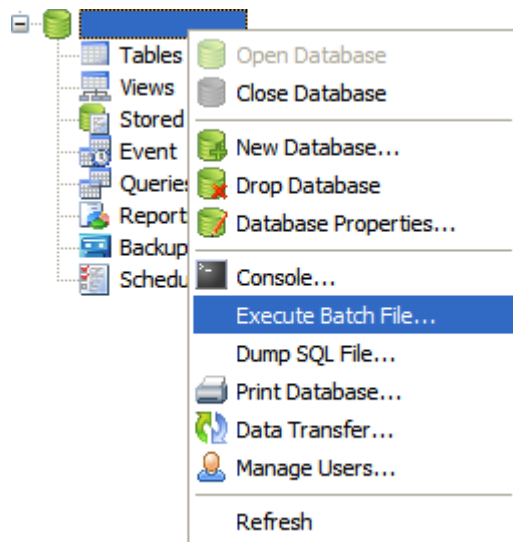 Tables
Views
Stored
Event
Queries
Report
Backup
Schedu
Open Database
Close Database
New Database...
Drop Database
Database Properties...
Console...
Execute Batch File...
Dump SQL File...
Print Database...
Data Transfer...
Manage Users...
Refresh